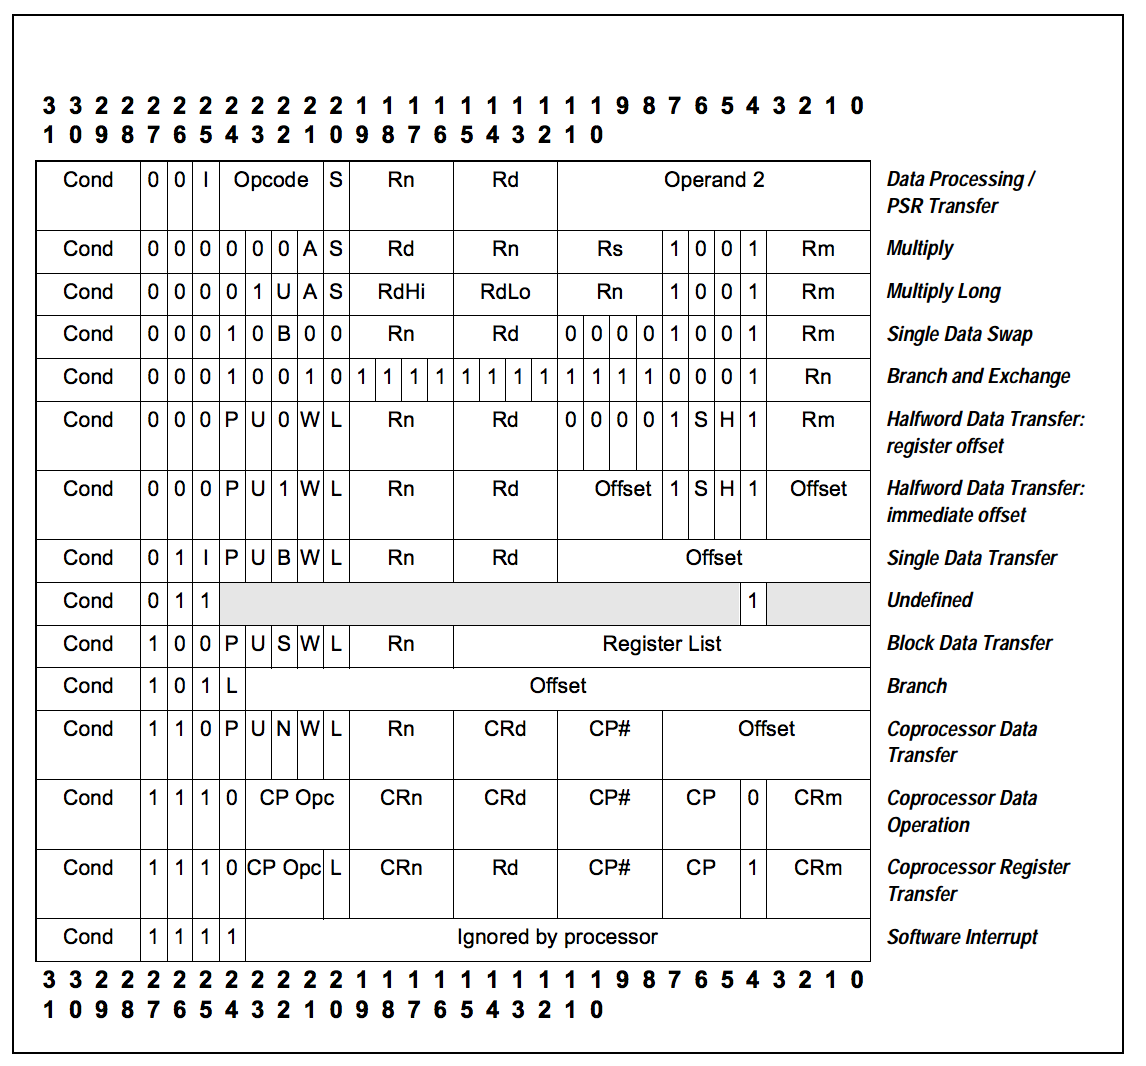 3 3 2 2 2 2 2 2 2 2 2 2 1 1 1 1 1 1 1 1 1 1 9 8 7 6 5 4 3 2 1 0
1 0 9 8 7 6 5 4 3 2 1 0 9 8 7 6 5 4 3 2 1 0
Cond 0 0 I Opcode S Rn Rd Operand 2 Data Processing /
PSR Transfer
Cond 0 0 0 0 0 0 A S Rd Rn Rs 1 0 0 1 Rm Multiply
Cond 0 0 0 0 1 U A S RdHi RdLo Rn 1 0 0 1 Rm Multiply Long
Cond 0 0 0 1 0 B 0 0 Rn Rd 0 0 0 0 1 0 0 1 Rm Single Data Swap
Cond 0 0 0 1 0 0 1 0 1 1 1 1 1 1 1 1 1 1 1 1 0 0 0 1 Rn Branch and Exchange
Cond 0 0 0 P U 0 W L Rn Rd 0 0 0 0 1 S H 1 Rm Halfword Data Transfer:
register offset
Cond 0 0 0 P U 1 W L Rn Rd Offset 1 S H 1 Offset Halfword Data Transfer:
immediate offset
Cond 0 1 I P U B W L Rn Rd Offset Single Data Transfer
Cond 0 1 1 1 Undefined
Cond 1 0 0 P U S W L Rn Register List Block Data Transfer
Cond 1 0 1 L Offset Branch
Cond 1 1 0 P U N W L Rn CRd CP# Offset Coprocessor Data
Transfer
Cond 1 1 1 0 CP Opc CRn CRd CP# CP 0 CRm Coprocessor Data
Operation
Cond 1 1 1 0 CP Opc L CRn Rd CP# CP 1 CRm Coprocessor Register
Transfer
Cond 1 1 1 1 Ignored by processor Software Interrupt
3 3 2 2 2 2 2 2 2 2 2 2 1 1 1 1 1 1 1 1 1 1 9 8 7 6 5 4 3 2 1 0
1 0 9 8 7 6 5 4 3 2 1 0 9 8 7 6 5 4 3 2 1 0